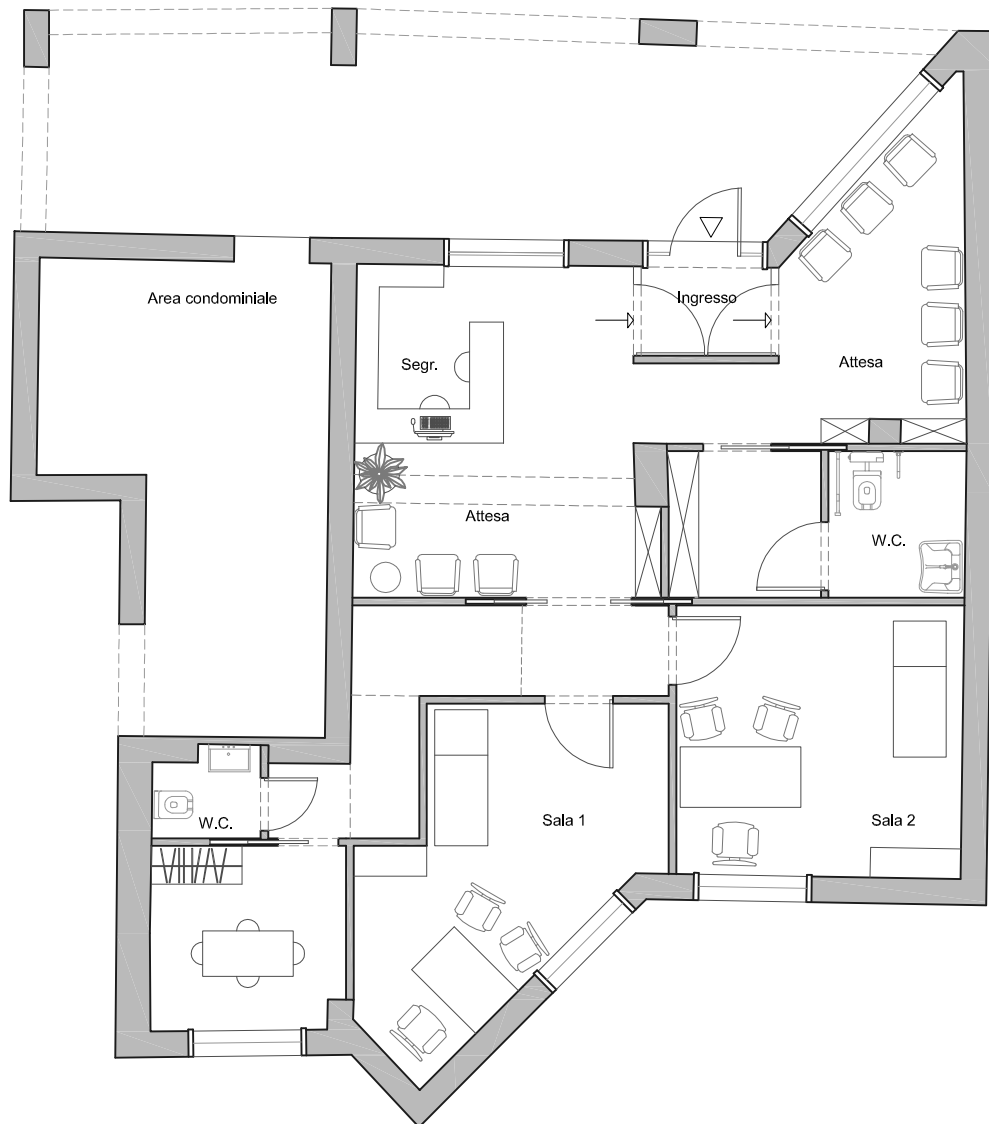 Area condominiale
Ingresso
Segr.
Attesa
Attesa
W.C.
W.C.
Sala 1
Sala 2